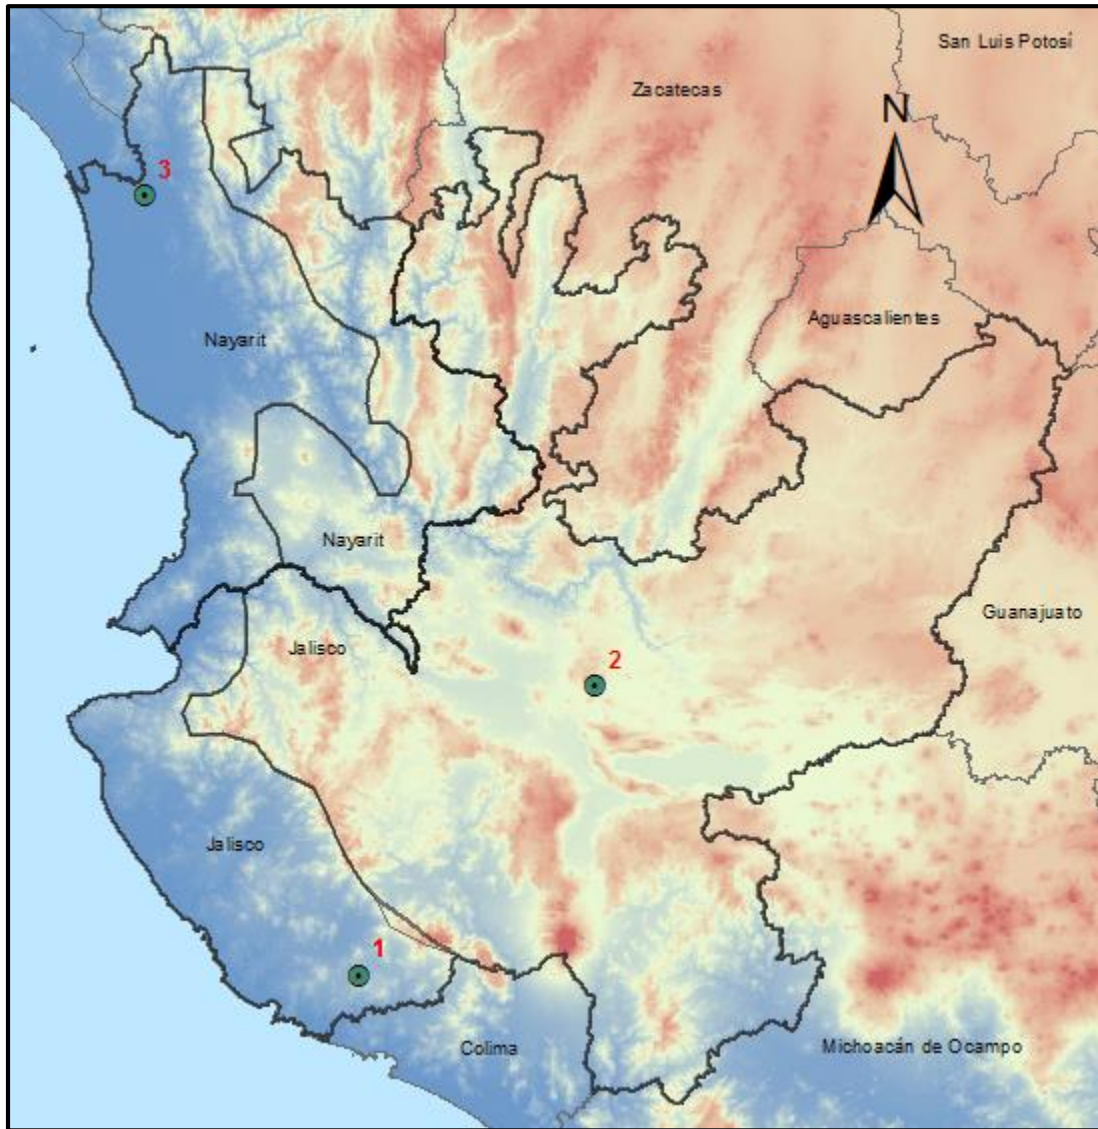 San Luis Potosí
Zacatecas
N
3
Aguascalientes
Nayarit
Nayarit
Guanajuato
Jalisco
2
Jalisco
1
Colima
Michoacán de Ocampo